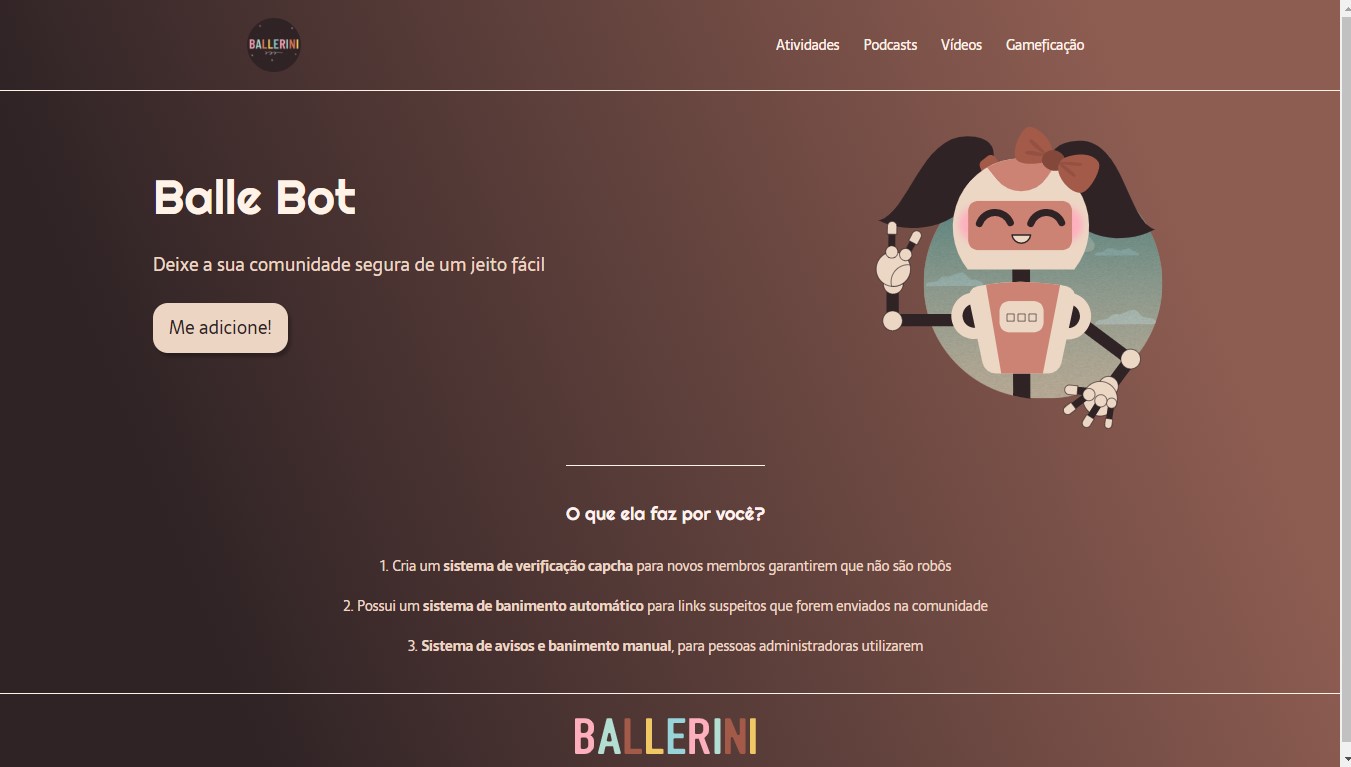 BALLERINI
Atividades Podcasts Vídeos Gameficação
Balle Bot
Deixe a sua comunidade segura de um jeito fácil
Me adicione!
O que ela faz por você?
1. Cria um sistema de verificação capcha para novos membros garantirem que não são robôs
2. Possui um sistema de banimento automático para links suspeitos que forem enviados na comunidade
3. Sistema de avisos e banimento manual, para pessoas administradoras utilizarem
BALLERINI